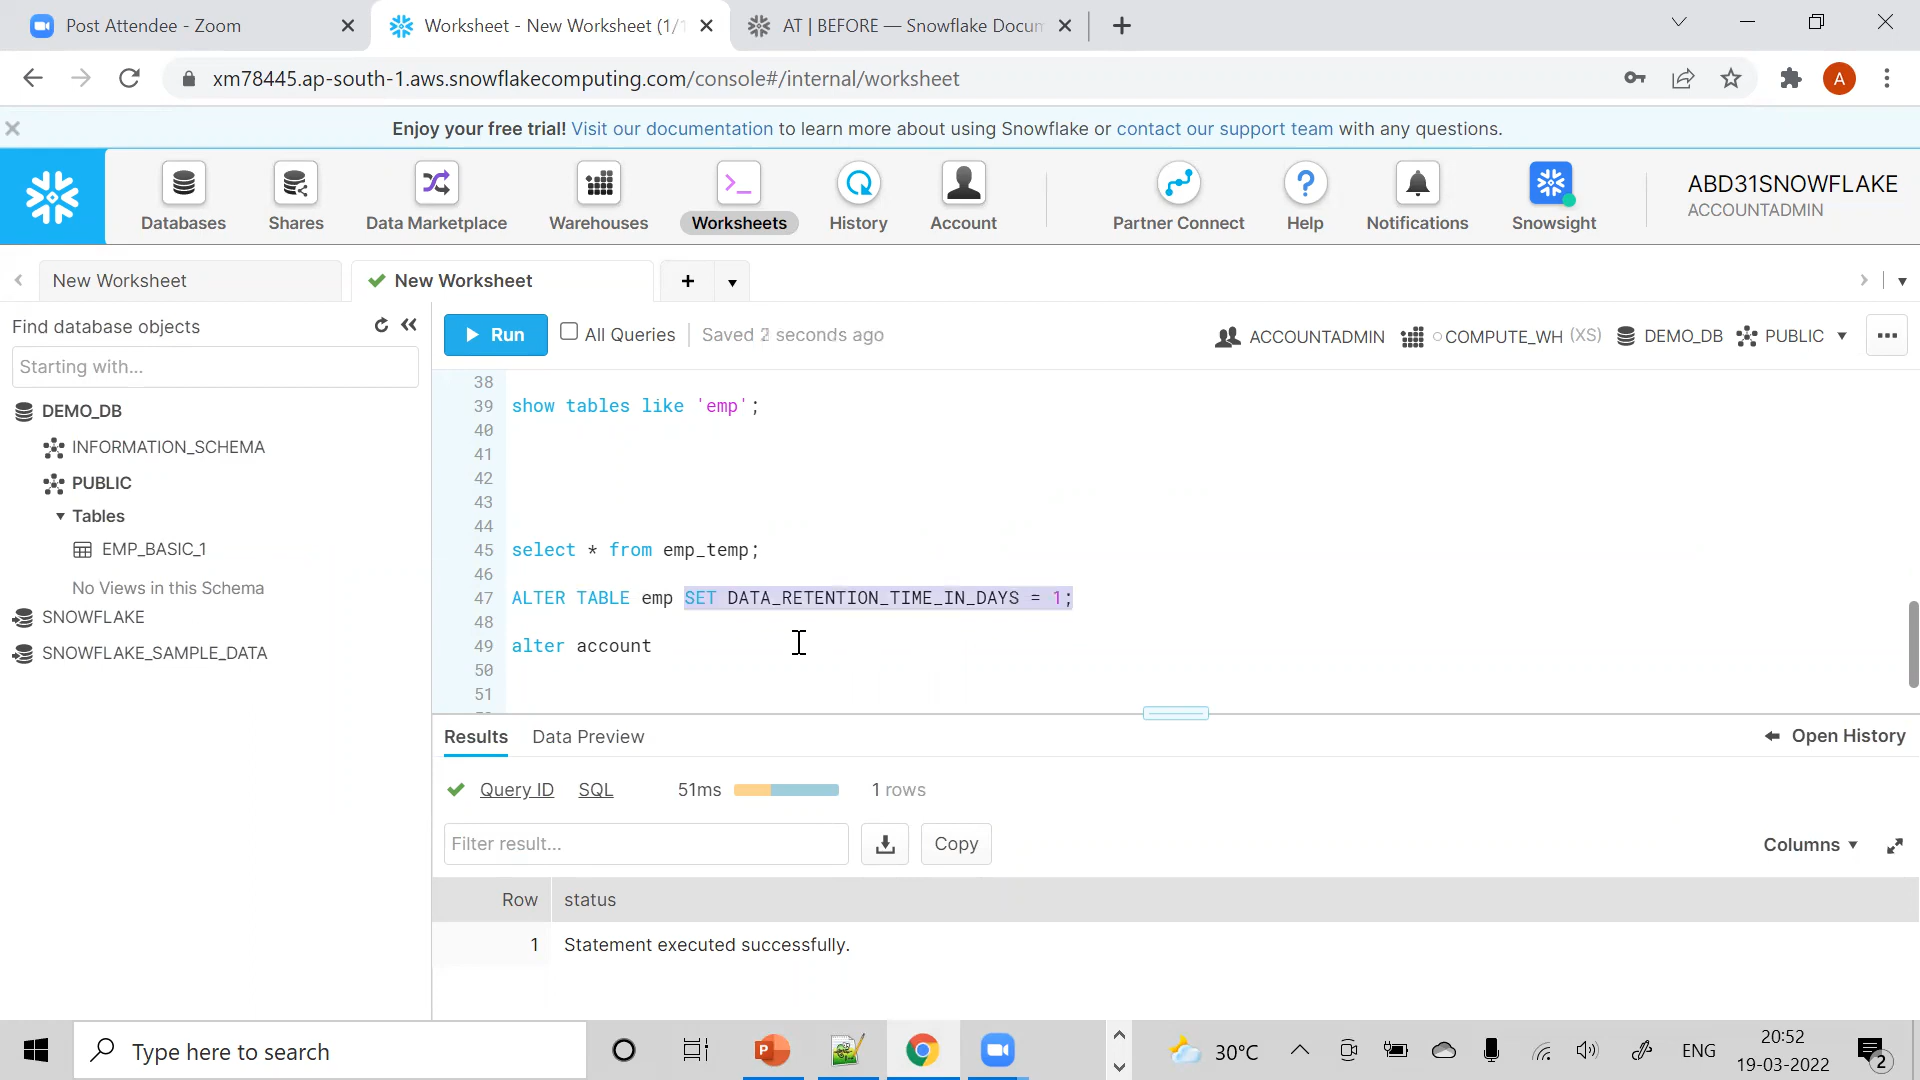 Post Attendee - Zoom
Worksheet - New Worksheet (1/1
AT | BEFORE — Snowflake Docum
xm78445.ap-south-1.aws.snowflakecomputing.com/console#/internal/worksheet
A
Enjoy your free trial! Visit our documentation to learn more about using Snowflake or contact our support team with any questions.
Databases
Shares
Data Marketplace
Warehouses
Worksheets
History
Account
Partner Connect
Help
Notifications
Snowsight
ABD31SNOWFLAKE
ACCOUNTADMIN
New Worksheet
New Worksheet
Find database objects
Starting with...
DEMO_DB
INFORMATION_SCHEMA
PUBLIC
Tables
EMP_BASIC_1
No Views in this Schema
SNOWFLAKE
SNOWFLAKE_SAMPLE_DATA
Run
All Queries
Saved 2 seconds ago
ACCOUNTADMIN
COMPUTE_WH (XS)
DEMO_DB
PUBLIC
38
39 show tables like 'emp';
40
41
42
43
44
45 select * from emp_temp;
46
47 ALTER TABLE emp SET DATA_RETENTION_TIME_IN_DAYS = 1;
48
49 alter account
50
51
Results
Data Preview
Open History
Query ID
SQL
51ms
1 rows
Filter result...
Copy
Columns
Row status
1 Statement executed successfully.
Type here to search
30°C
ENG
20:52
19-03-2022
2